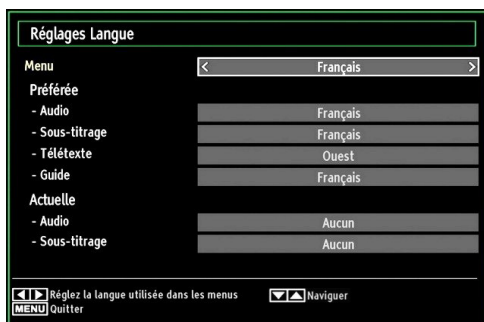 Réglages Langue
Menu < Français >
Préférée
- Audio Français
- Sous-titrage Français
- Télétexte Ouest
- Guide Français
Actuelle
- Audio Aucun
- Sous-titrage Aucun
Réglez la langue utilisée dans les menus Naviguer
MENU Quitter